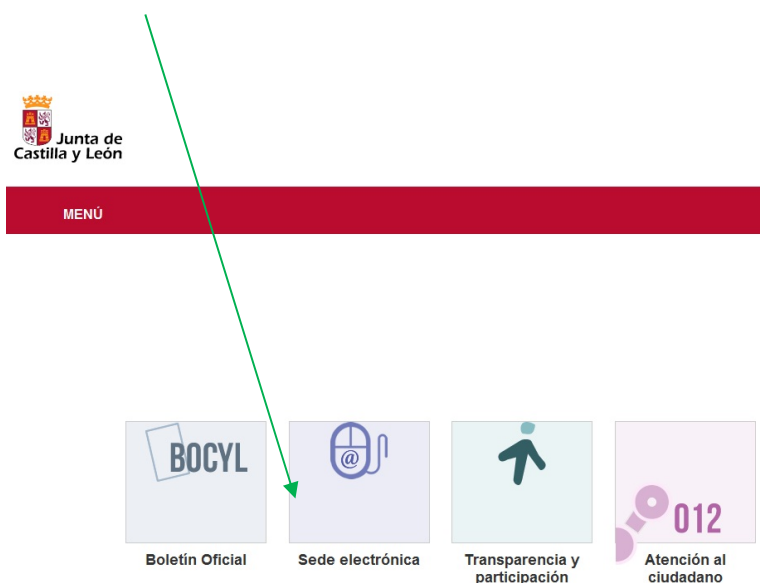 Junta de
Castilla y León
MENÚ
BOCYL
@
012
Boletín Oficial
Sede electrónica
Transparencia y
participación
Atención al
ciudadano